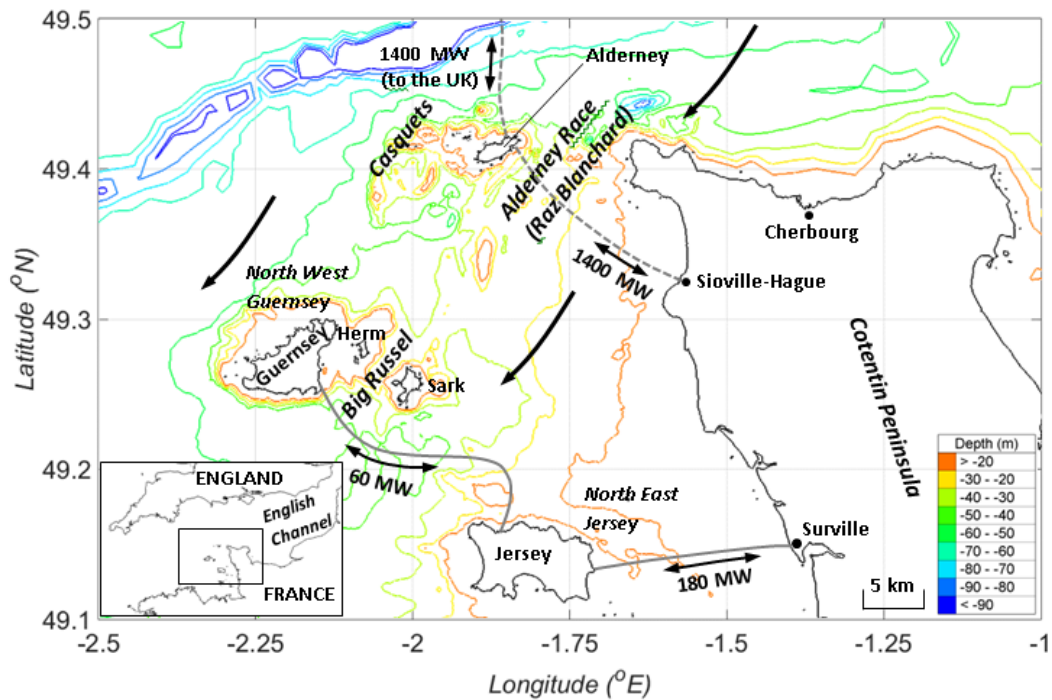 49.5
49.4
49.3
49.2
49.1
Latitude (°N)
1400 MW
(to the UK)
Alderney
Casquets
Alderney Race
(Raz Blanchard)
Cherbourg
1400 MW
Sioville-Hague
North West
Guernsey
Guernsey
Herm
Big Russel
Sark
Cotentin Peninsula
60 MW
North East
Jersey
Jersey
Surville
180 MW
5 km
ENGLAND
English
Channel
FRANCE
Depth (m)
> -20
-30 - -20
-40 - -30
-50 - -40
-60 - -50
-70 - -60
-80 - -70
-90 - -80
< -90
-2.5
-2.25
-2
-1.75
-1.5
-1.25
-1
Longitude (°E)